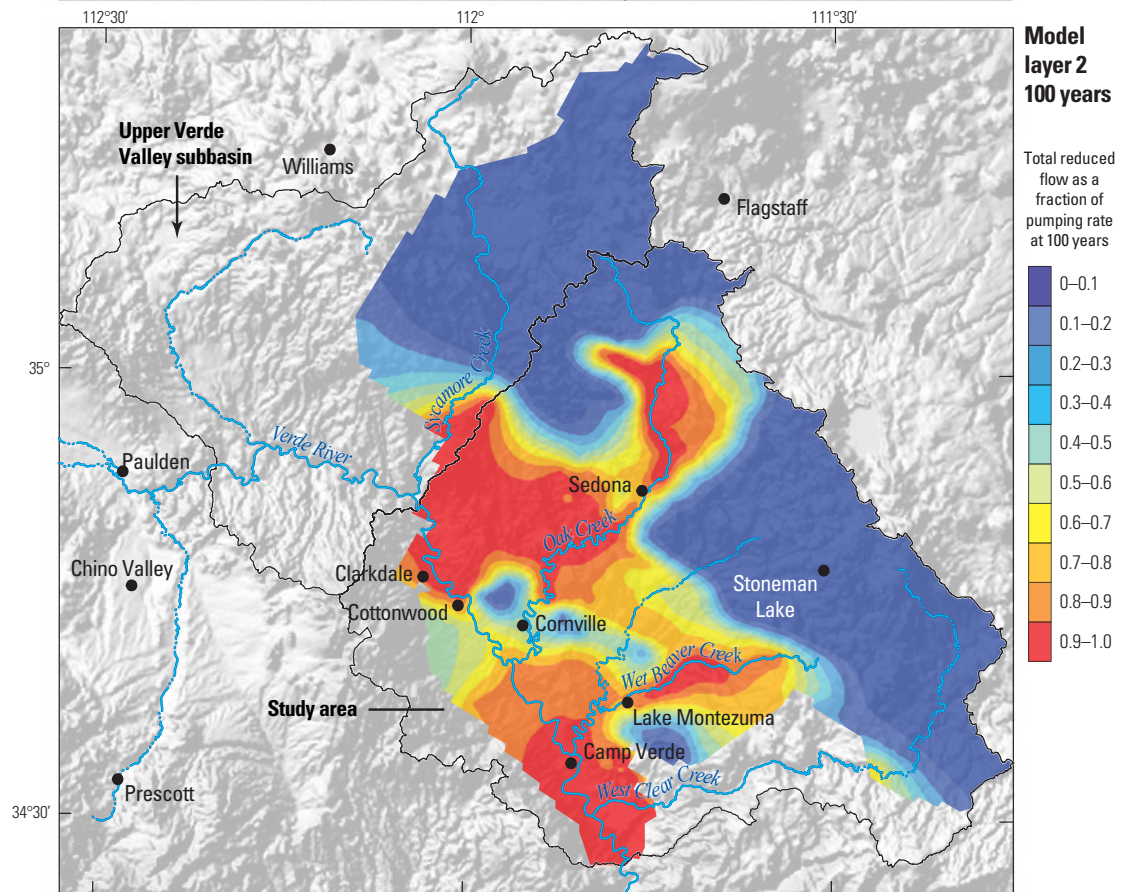 112°30'
112°
111°30'
Model
layer 2
100 years
Upper Verde
Valley subbasin
Williams
Total reduced
flow as a
fraction of
pumping rate
at 100 years
Flagstaff
0–0.1
0.1–0.2
0.2–0.3
0.3–0.4
0.4–0.5
0.5–0.6
0.6–0.7
0.7–0.8
0.8–0.9
0.9–1.0
35°
Sycamore Creek
Verde River
Paulden
Sedona
Oak Creek
Chino Valley
Clarkdale
Stoneman
Lake
Cottonwood
Cornville
Wet Beaver Creek
Study area
Lake Montezuma
Camp Verde
West Clear Creek
Prescott
34°30'